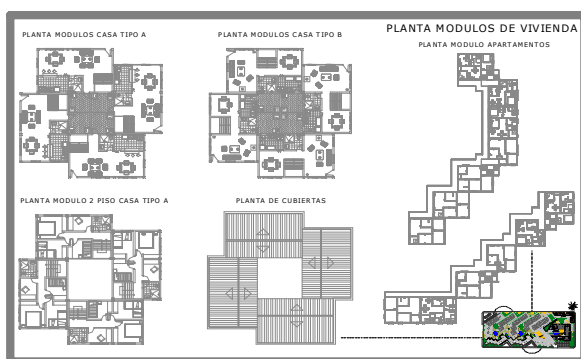 PLANTA MODULOS DE VIVIENDA
PLANTA MODULOS CASA TIPO A
PLANTA MODULOS CASA TIPO B
PLANTA MODULO APARTAMENTOS
PLANTA MODULO 2 PISO CASA TIPO A
PLANTA DE CUBIERTAS